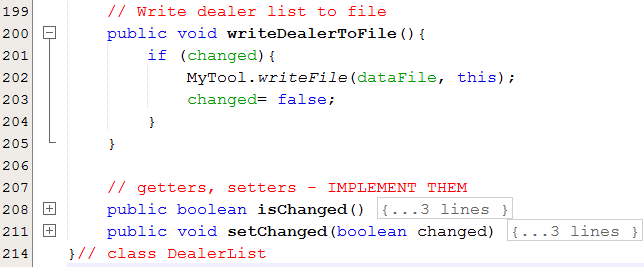 199 // Write dealer list to file
200 public void writeDealerToFile(){
201 if (changed){
202 MyTool.writeFile(dataFile, this);
203 changed= false;
204 }
205 }
206
207 // getters, setters - IMPLEMENT THEM
208 public boolean isChanged() {...3 lines }
211 public void setChanged(boolean changed) {...3 lines }
214 }// class DealerList